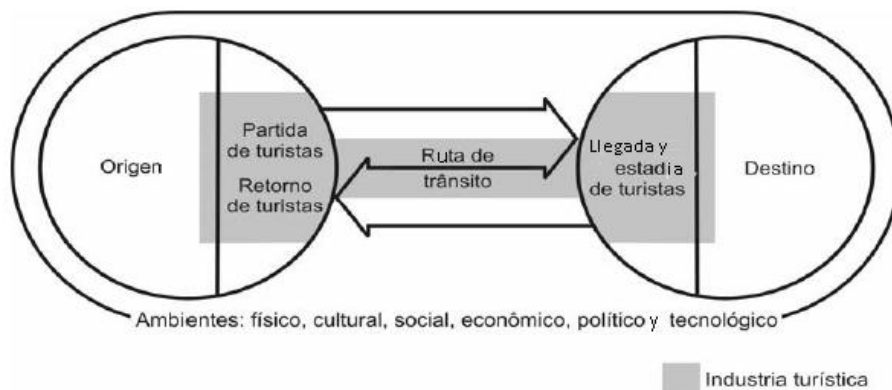 Origen
Partida
de turistas
Retorno
de turistas
Ruta de
trânsito
Llegada y
estadia
de turistas
Destino
Ambientes: físico, cultural, social, econômico, político y tecnológico
Industria turística